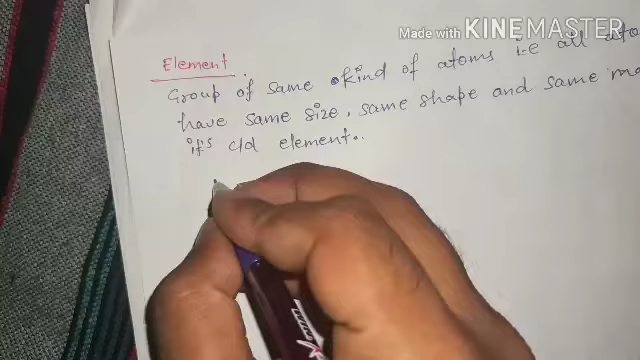 Made with KINEMASTER
Element.
Group of same kind of atoms i.e all
have same size, same shape and same
it's c/d element..